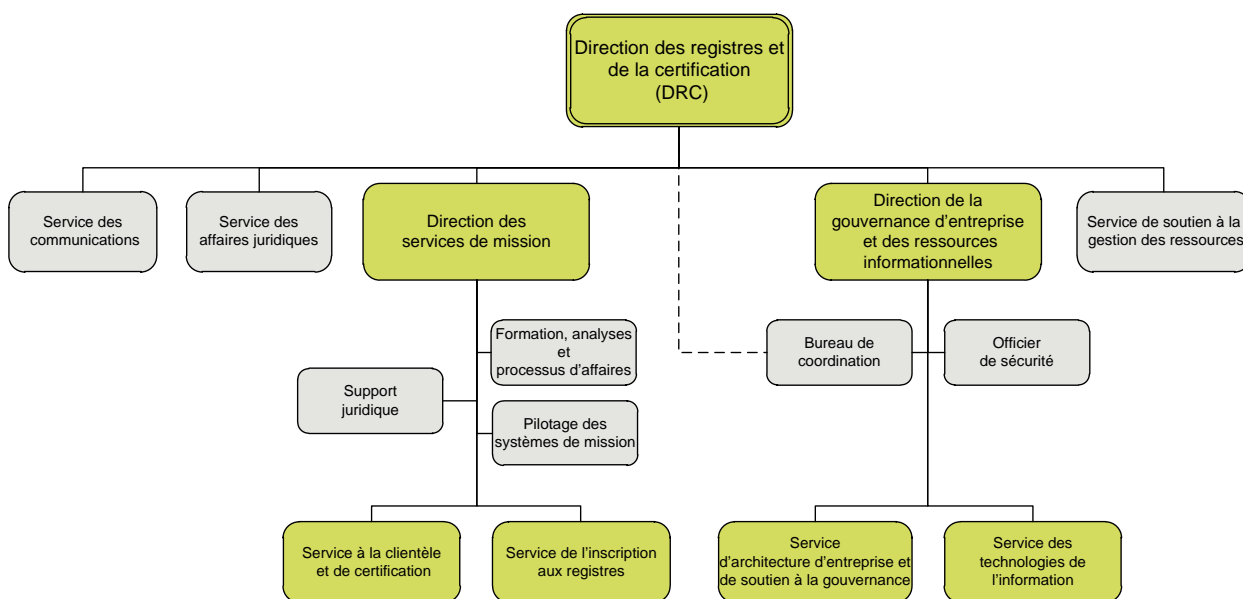 Direction des registres et
de la certification
(DRC)
Service des
communications
Service des
affaires juridiques
Direction des
services de mission
Direction de la
gouvernance d'entreprise
et des ressources
informationnelles
Service de soutien à la
gestion des ressources
Formation, analyses
et
processus d'affaires
Support
juridique
Pilotage des
systèmes de mission
Bureau de
coordination
Officier
de sécurité
Service à la clientèle
et de certification
Service de l'inscription
aux registres
Service
d'architecture d'entreprise et
de soutien à la gouvernance
Service des
technologies de
l'information